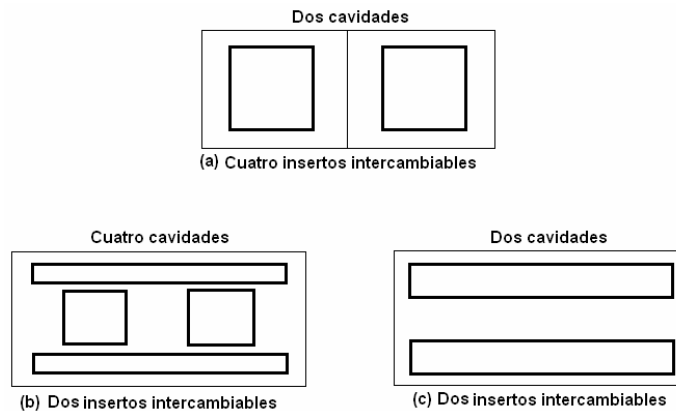 Dos cavidades
(a) Cuatro insertos intercambiables
Cuatro cavidades
(b) Dos insertos intercambiables
Dos cavidades
(c) Dos insertos intercambiables